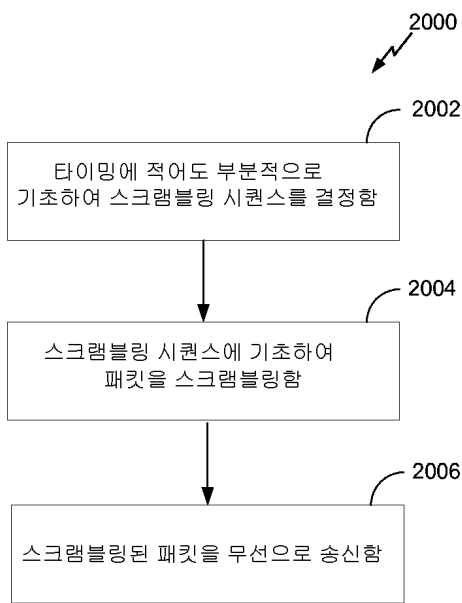 2000
2002
타이밍에 적어도 부분적으로
기초하여 스크램블링 시퀀스를 결정함
2004
스크램블링 시퀀스에 기초하여
패킷을 스크램블링함
2006
스크램블링된 패킷을 무선으로 송신함